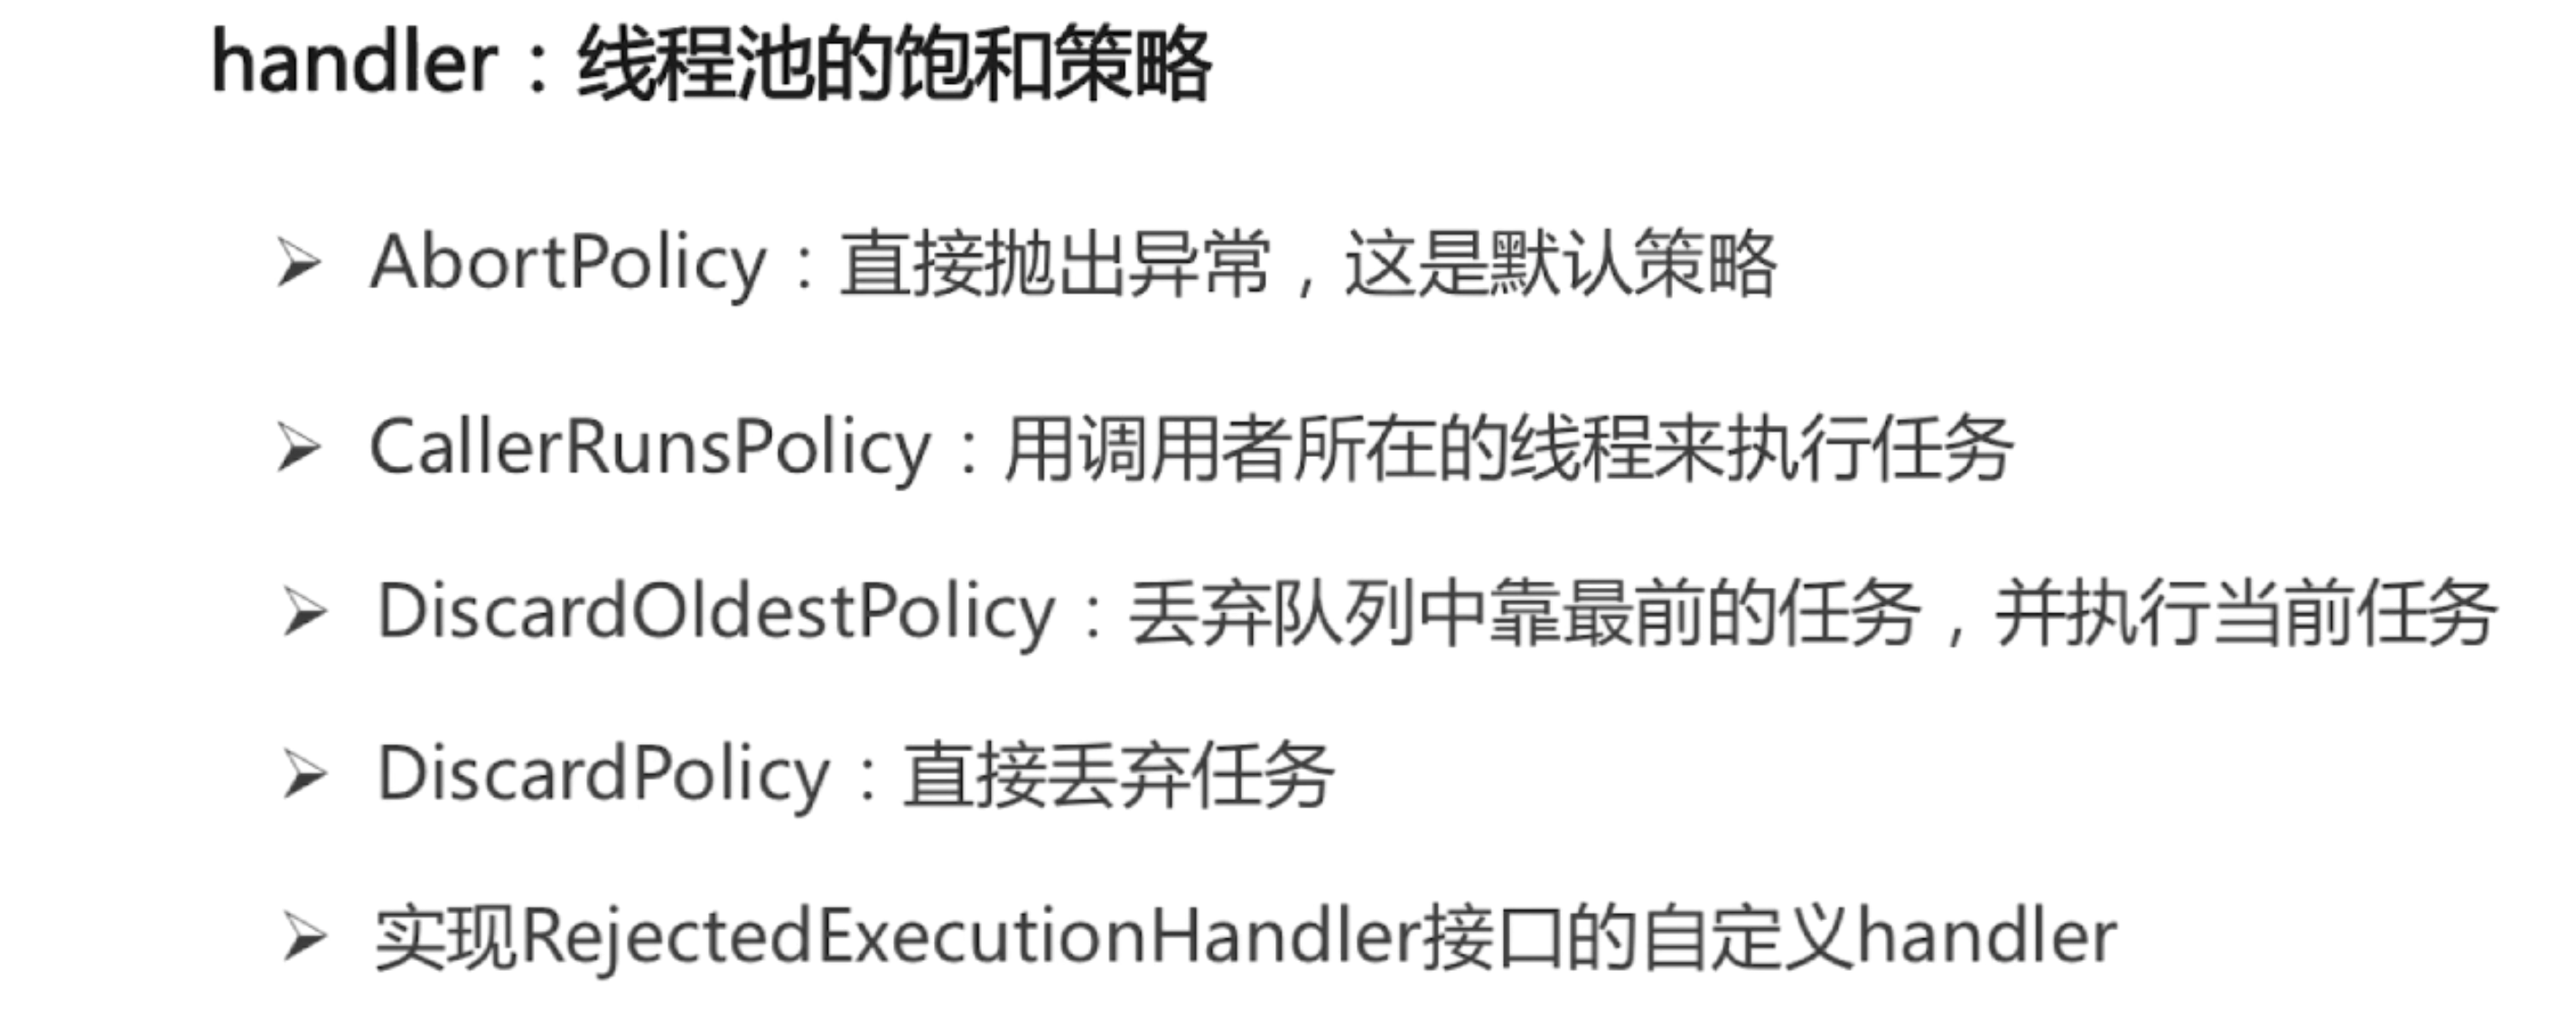 handler：线程池的饱和策略
➢ AbortPolicy：直接抛出异常，这是默认策略
➢ CallerRunsPolicy：用调用者所在的线程来执行任务
➢ DiscardOldestPolicy：丢弃队列中靠最前的任务，并执行当前任务
➢ DiscardPolicy：直接丢弃任务
➢ 实现RejectedExecutionHandler接口的自定义handler